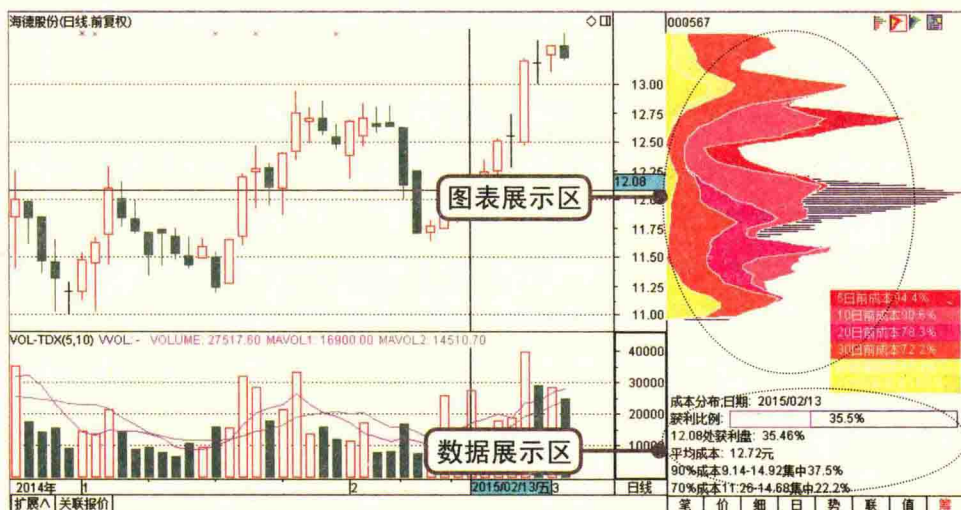 海德股份(日线.前复权)
000567
13.00
12.75
12.50
12.25
12.08
12.00
11.75
11.50
11.25
11.00
图表展示区
5日前成本94.4%
10日前成本90.6%
20日前成本78.3%
30日前成本72.2%
VOL-TDX(5,10) VVOL: - VOLUME: 27517.60 MAVOL1: 16900.00 MAVOL2: 14510.70
40000
30000
20000
10000
数据展示区
成本分布,日期: 2015/02/13
获利比例: 35.5%
12.08处获利盘: 35.46%
平均成本: 12.72元
90%成本9.14-14.92集中37.5%
70%成本11.26-14.68集中22.2%
2014年 1 2 2015/02/13/五 3 日线
扩展∧ 关联报价
笔 价 细 日 势 联 值 筹